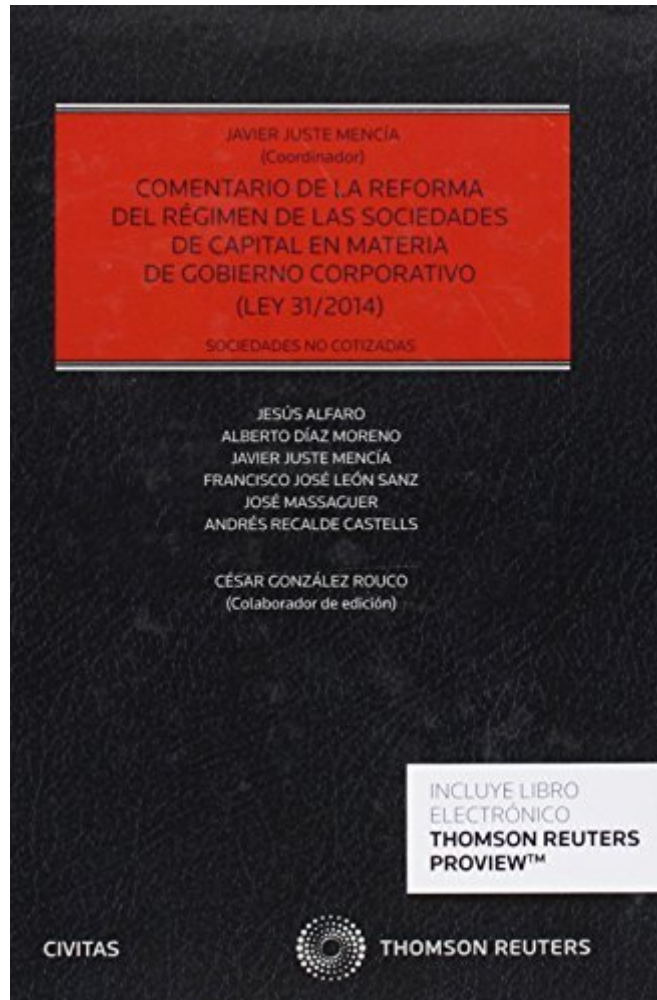 JAVIER JUSTE MENCÍA
(Coordinador)
COMENTARIO DE LA REFORMA
DEL RÉGIMEN DE LAS SOCIEDADES
DE CAPITAL EN MATERIA
DE GOBIERNO CORPORATIVO
(LEY 31/2014)
SOCIEDADES NO COTIZADAS
JESÚS ALFARO
ALBERTO DÍAZ MORENO
JAVIER JUSTE MENCÍA
FRANCISCO JOSÉ LEÓN SANZ
JOSÉ MASSAGUER
ANDRÉS RECALDE CASTELLS
CÉSAR GONZÁLEZ ROUCO
(Colaborador de edición)
INCLUYE LIBRO
ELECTRÓNICO
THOMSON REUTERS
PROVIEW™
CIVITAS
THOMSON REUTERS